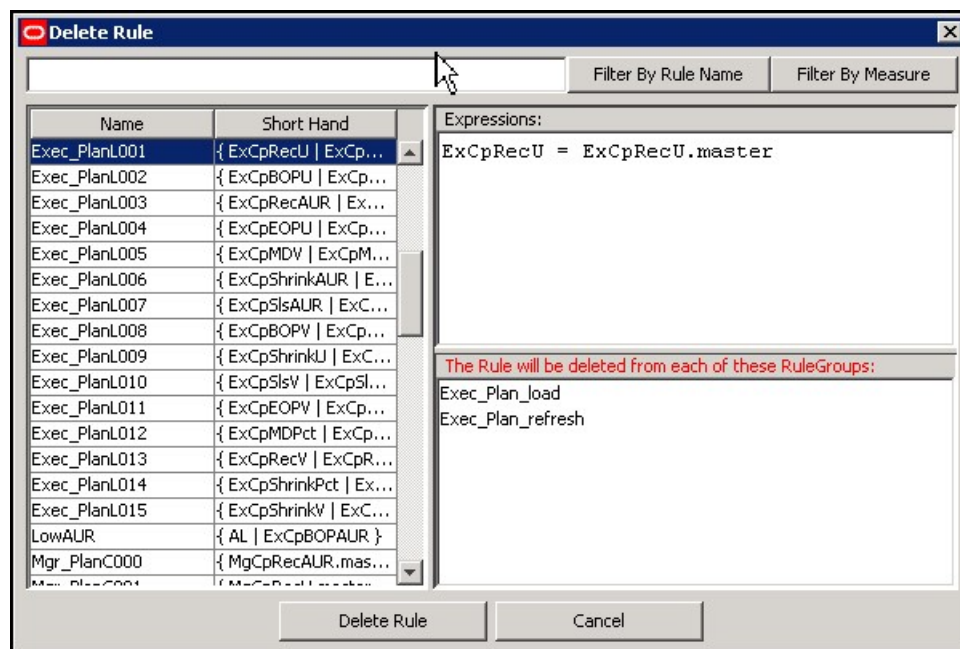 Delete Rule
Filter By Rule Name Filter By Measure
Name Short Hand
Exec_PlanL001 { ExCpRecU | ExCp...
Exec_PlanL002 { ExCpBOPU | ExCp...
Exec_PlanL003 { ExCpRecAUR | Ex...
Exec_PlanL004 { ExCpEOPU | ExCp...
Exec_PlanL005 { ExCpMDV | ExCpM...
Exec_PlanL006 { ExCpShrinkAUR | E...
Exec_PlanL007 { ExCpSlsAUR | ExC...
Exec_PlanL008 { ExCpBOPV | ExCp...
Exec_PlanL009 { ExCpShrinkU | ExC...
Exec_PlanL010 { ExCpSlsV | ExCpSl...
Exec_PlanL011 { ExCpEOPV | ExCp...
Exec_PlanL012 { ExCpMDPct | ExCp...
Exec_PlanL013 { ExCpRecV | ExCpR...
Exec_PlanL014 { ExCpShrinkPct | Ex...
Exec_PlanL015 { ExCpShrinkV | ExC...
LowAUR { AL | ExCpBOPAUR }
Mgr_PlanC000 { MgCpRecAUR.mas...
Expressions:
ExCpRecU = ExCpRecU.master
The Rule will be deleted from each of these RuleGroups:
Exec_Plan_load
Exec_Plan_refresh
Delete Rule Cancel